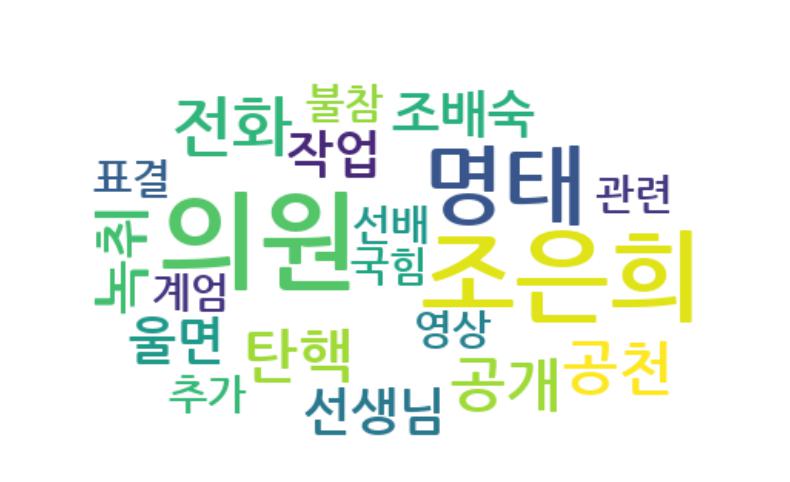 불참
조배숙
전화
작업
명태
표결
관련
의원
선배
녹취
국힘
조은희
계엄
영상
울면
탄핵
공천
공개
추가
선생님